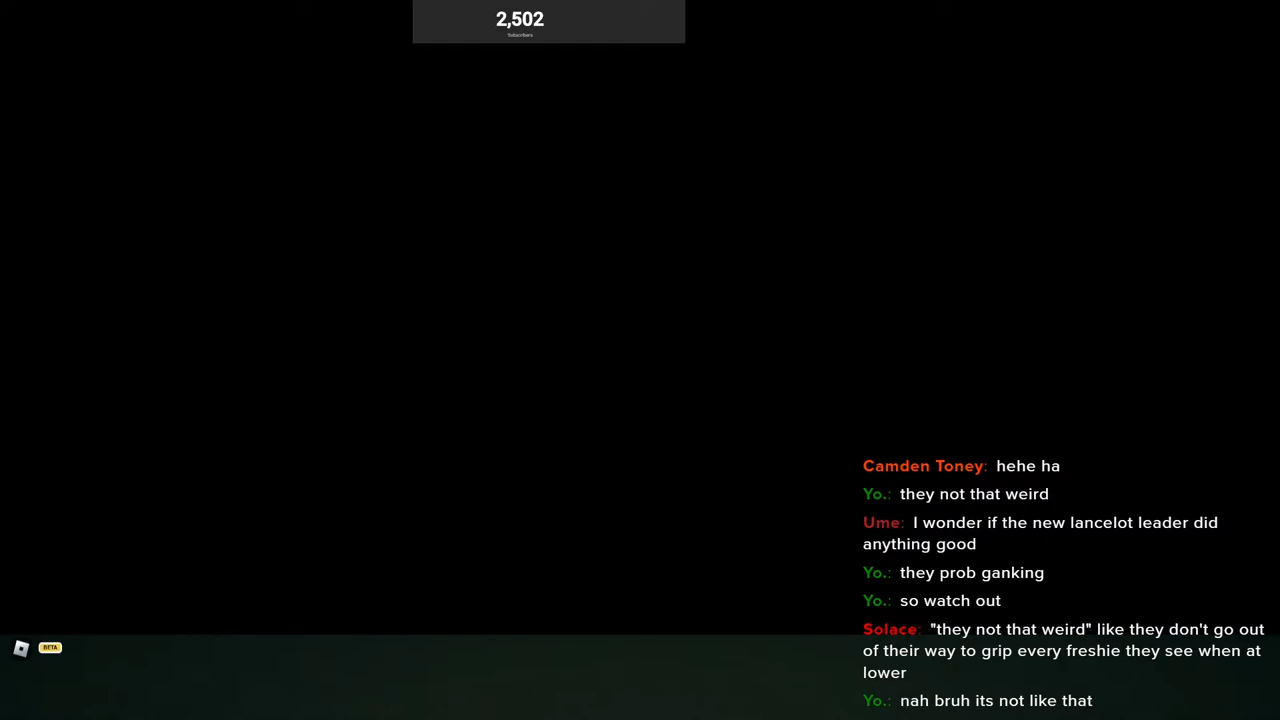 2,502
Subscribers
Camden Toney: hehe ha
Yo.: they not that weird
Ume: I wonder if the new lancelot leader did
anything good
Yo.: they prob ganking
Yo.: so watch out
Solace: "they not that weird" like they don't go out
of their way to grip every freshie they see when at
lower
BETA
Yo.: nah bruh its not like that